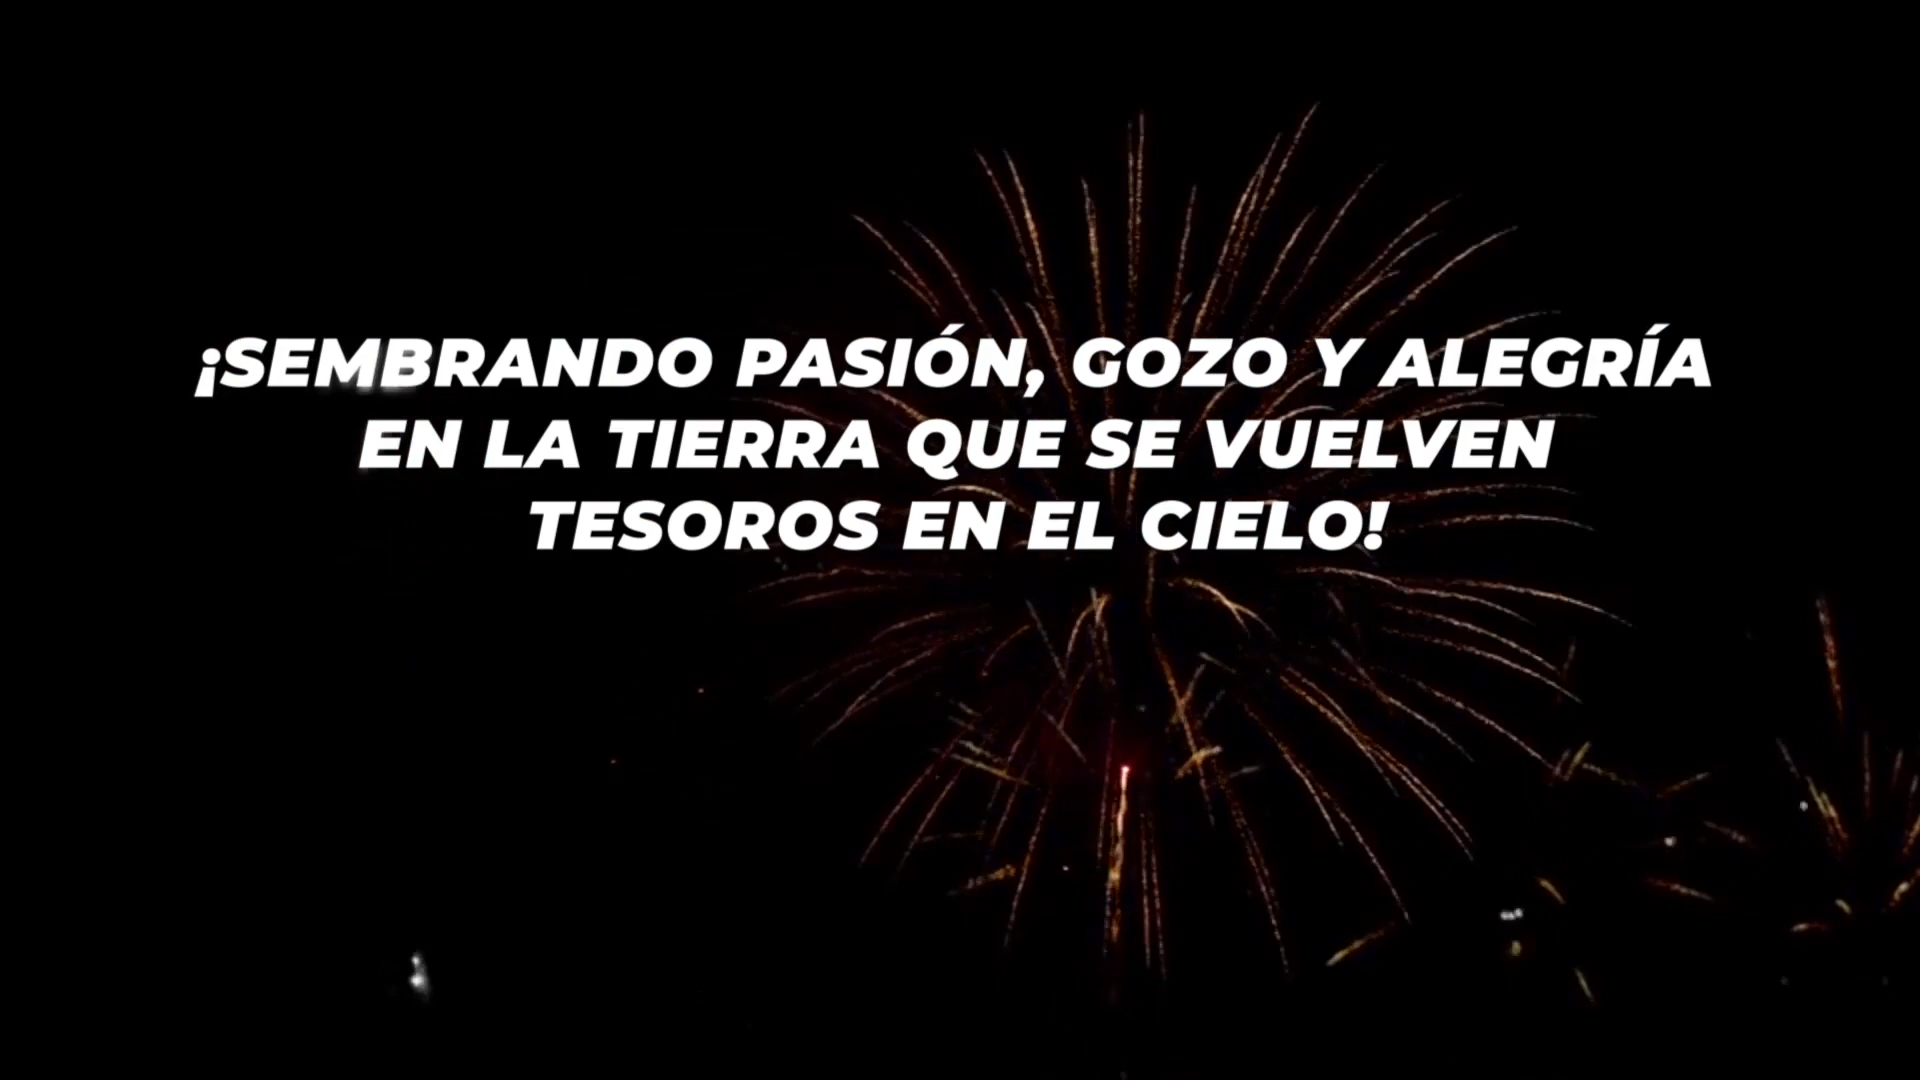 ¡SEMBRANDO PASIÓN, GOZO Y ALEGRÍA
EN LA TIERRA QUE SE VUELVEN
TESOROS EN EL CIELO!